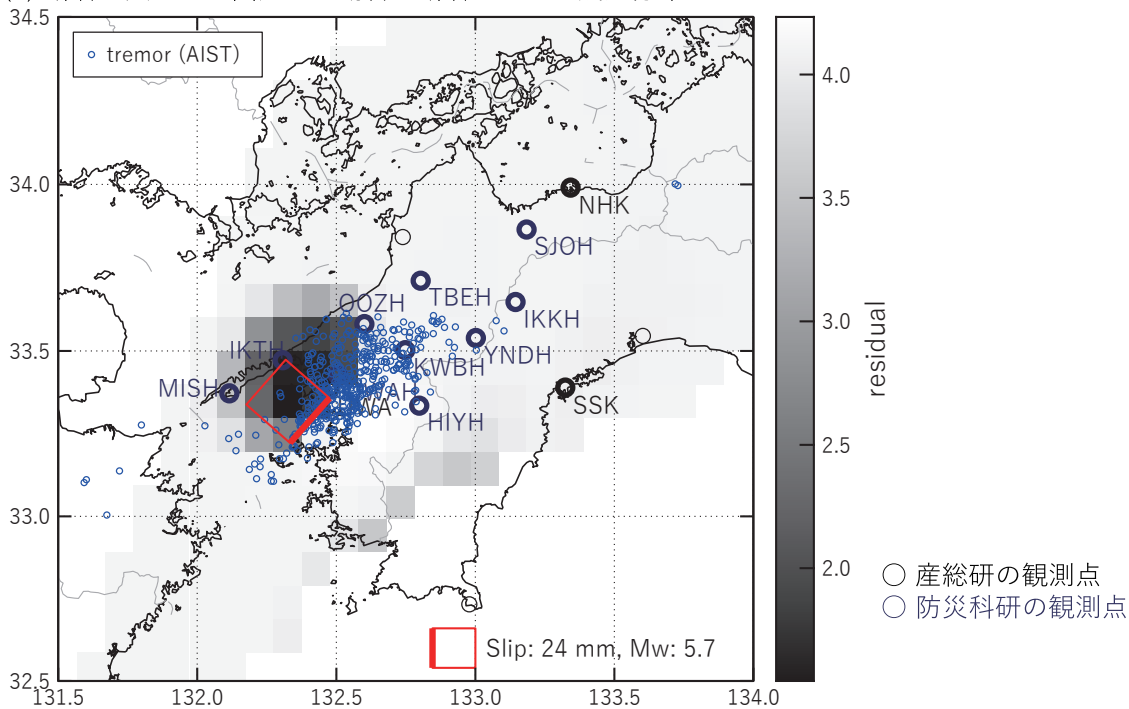 34.5
34.0
33.5
33.0
32.5
131.5
132.0
132.5
133.0
133.5
134.0
tremor (AIST)
NHK
SJOH
TBEH
OOZH
IKKH
IKTH
YNDH
KWBH
MISH
SSK
HIYH
Slip: 24 mm, Mw: 5.7
4.0
3.5
3.0
2.5
2.0
residual
産総研の観測点
防災科研の観測点